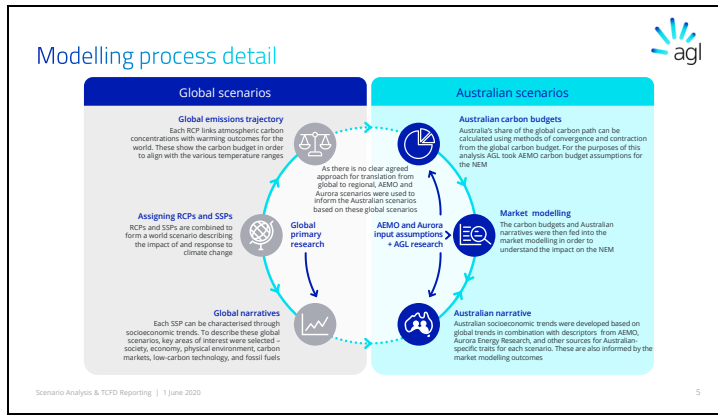 Modelling process detail
agl
Global scenarios
Australian scenarios
Global emissions trajectory
Each RCP links atmospheric carbon
concentrations with warming outcomes for the
world. These show the carbon budget in order
to align with the various temperature ranges
Australian carbon budgets
Australia's share of the global carbon path can be
calculated using methods of convergence and contraction
from the global carbon budget. For the purposes of this
analysis AGL took AEMO carbon budget assumptions for
the NEM
As there is no clear agreed
approach for translation from
global to regional, AEMO and
Aurora scenarios were used to
inform the Australian scenarios
based on these global scenarios
Assigning RCPs and SSPs
RCPs and SSPs are combined to
form a world scenario describing
the impact of and response to
climate change
Global
primary
research
AEMO and Aurora
input assumptions
+ AGL research
Market modelling
The carbon budgets and Australian
narratives were then fed into the
market modelling in order to
understand the impact on the NEM
Global narratives
Each SSP can be characterised through
socioeconomic trends. To describe these global
scenarios, key areas of interest were selected –
society, economy, physical environment, carbon
markets, low-carbon technology, and fossil fuels
Australian narrative
Australian socioeconomic trends were developed based on
global trends in combination with descriptors from AEMO,
Aurora Energy Research, and other sources for Australian-
specific traits for each scenario. These are also informed by the
market modelling outcomes
Scenario Analysis & TCFD Reporting | 1 June 2020
5